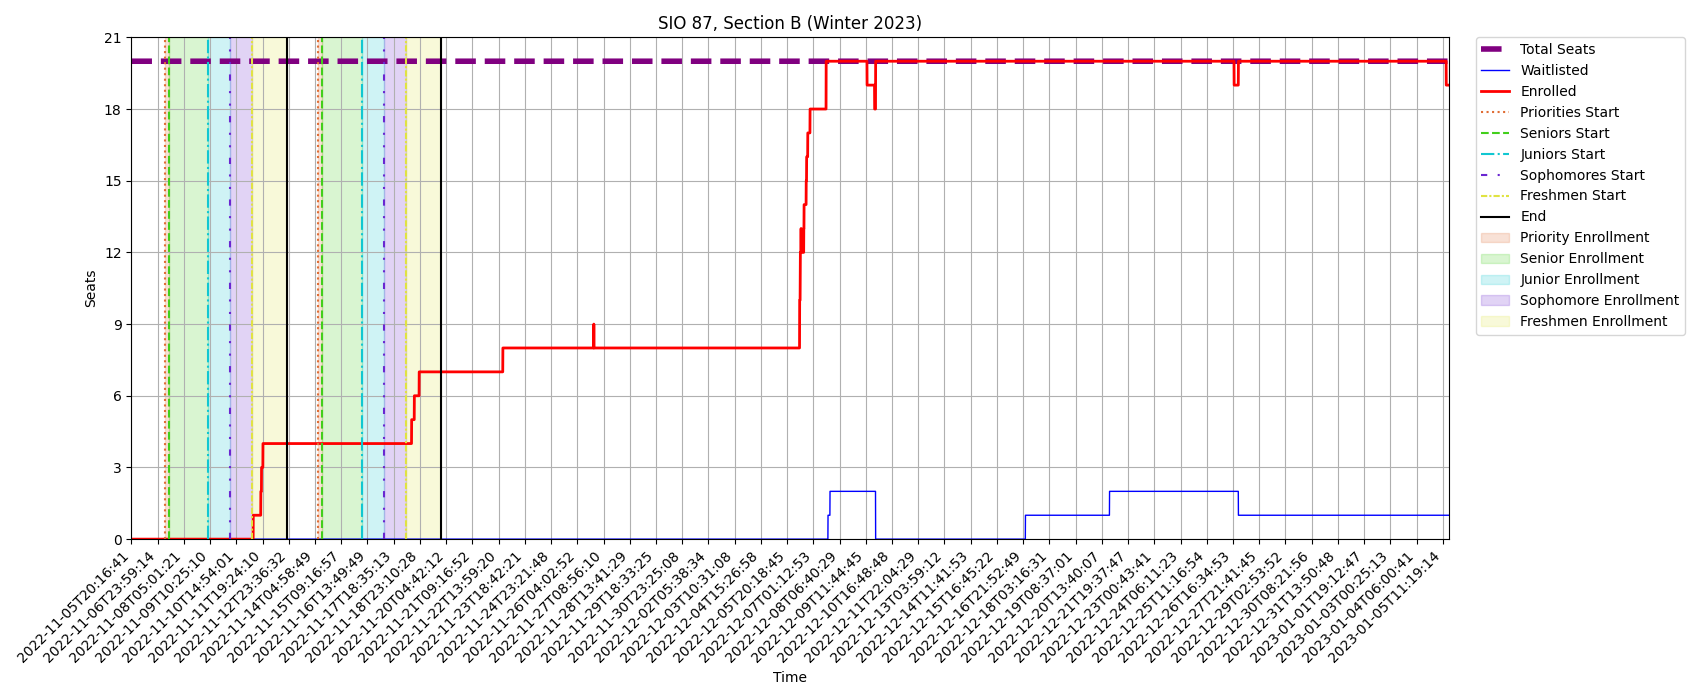 SIO 87, Section B (Winter 2023)
21
18
15
12
9
6
3
0
Seats
2022-11-05T20:16:41
2022-11-06T23:59:14
2022-11-08T05:01:21
2022-11-09T10:25:10
2022-11-10T14:54:01
2022-11-11T19:24:10
2022-11-12T23:36:32
2022-11-14T04:58:49
2022-11-15T09:16:57
2022-11-16T13:49:49
2022-11-17T18:35:13
2022-11-18T23:10:28
2022-11-20T04:42:12
2022-11-22T09:16:52
2022-11-22T13:59:20
2022-11-23T18:42:21
2022-11-24T23:21:48
2022-11-26T04:02:52
2022-11-27T08:56:10
2022-11-28T13:41:29
2022-11-29T18:33:25
2022-11-30T23:25:08
2022-12-02T05:38:34
2022-12-03T10:31:08
2022-12-04T15:26:58
2022-12-05T20:18:45
2022-12-07T01:12:53
2022-12-08T06:40:29
2022-12-09T11:44:45
2022-12-10T16:48:48
2022-12-11T22:04:29
2022-12-13T03:59:12
2022-12-14T11:41:53
2022-12-15T16:45:22
2022-12-16T21:52:49
2022-12-18T03:16:31
2022-12-19T08:37:01
2022-12-20T13:40:07
2022-12-21T19:37:47
2022-12-23T00:43:41
2022-12-24T06:11:23
2022-12-25T11:16:54
2022-12-26T16:34:53
2022-12-27T21:41:45
2022-12-29T02:53:52
2022-12-30T08:21:56
2022-12-31T13:50:48
2023-01-01T19:12:47
2023-01-03T00:25:13
2023-01-04T06:00:41
2023-01-05T11:19:14
Time
Total Seats
Waitlisted
Enrolled
Priorities Start
Seniors Start
Juniors Start
Sophomores Start
Freshmen Start
End
Priority Enrollment
Senior Enrollment
Junior Enrollment
Sophomore Enrollment
Freshmen Enrollment